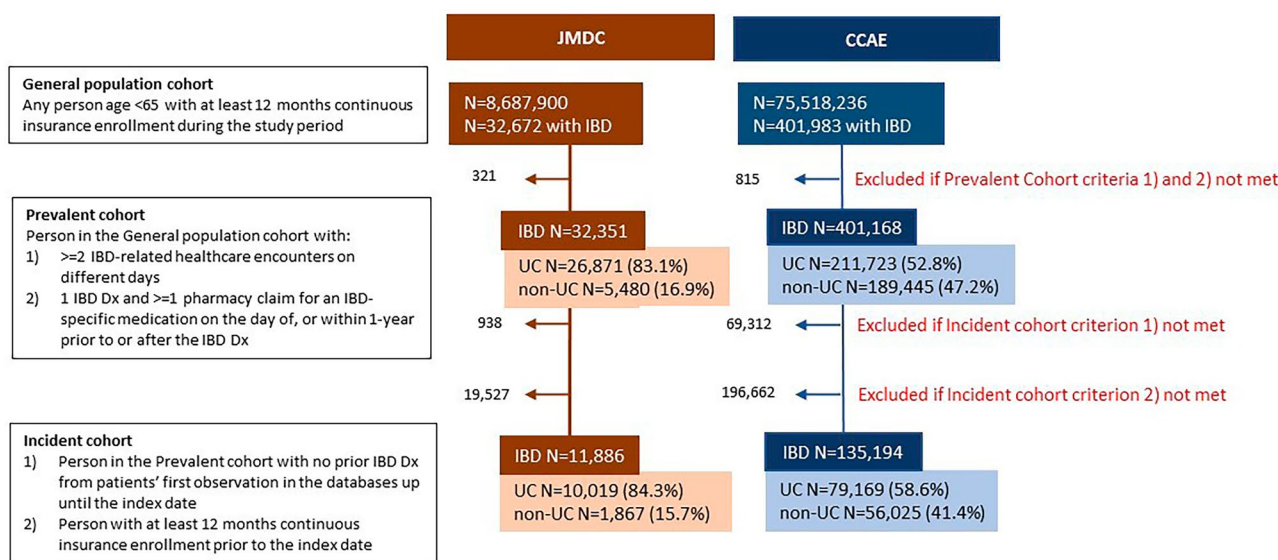 JMDC
CCAE
General population cohort
Any person age <65 with at least 12 months continuous
insurance enrollment during the study period
N=8,687,900
N=32,672 with IBD
N=75,518,236
N=401,983 with IBD
321
815
Excluded if Prevalent Cohort criteria 1) and 2) not met
Prevalent cohort
Person in the General population cohort with:
1) >=2 IBD-related healthcare encounters on
different days
2) 1 IBD Dx and >=1 pharmacy claim for an IBD-
specific medication on the day of, or within 1-year
prior to or after the IBD Dx
IBD N=32,351
UC N=26,871 (83.1%)
non-UC N=5,480 (16.9%)
IBD N=401,168
UC N=211,723 (52.8%)
non-UC N=189,445 (47.2%)
938
69,312
Excluded if Incident cohort criterion 1) not met
19,527
196,662
Excluded if Incident cohort criterion 2) not met
Incident cohort
1) Person in the Prevalent cohort with no prior IBD Dx
from patients' first observation in the databases up
until the index date
2) Person with at least 12 months continuous
insurance enrollment prior to the index date
IBD N=11,886
UC N=10,019 (84.3%)
non-UC N=1,867 (15.7%)
IBD N=135,194
UC N=79,169 (58.6%)
non-UC N=56,025 (41.4%)